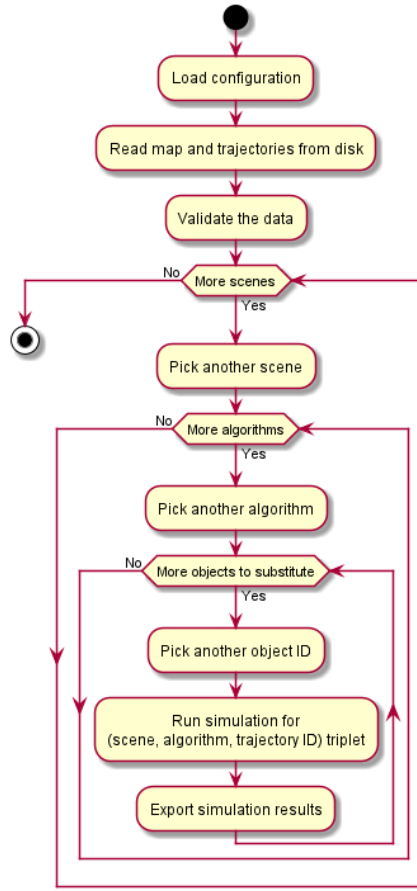 Load configuration
Read map and trajectories from disk
Validate the data
No
More scenes
Yes
Pick another scene
No
More algorithms
Yes
Pick another algorithm
No
More objects to substitute
Yes
Pick another object ID
Run simulation for
(scene, algorithm, trajectory ID) triplet
Export simulation results